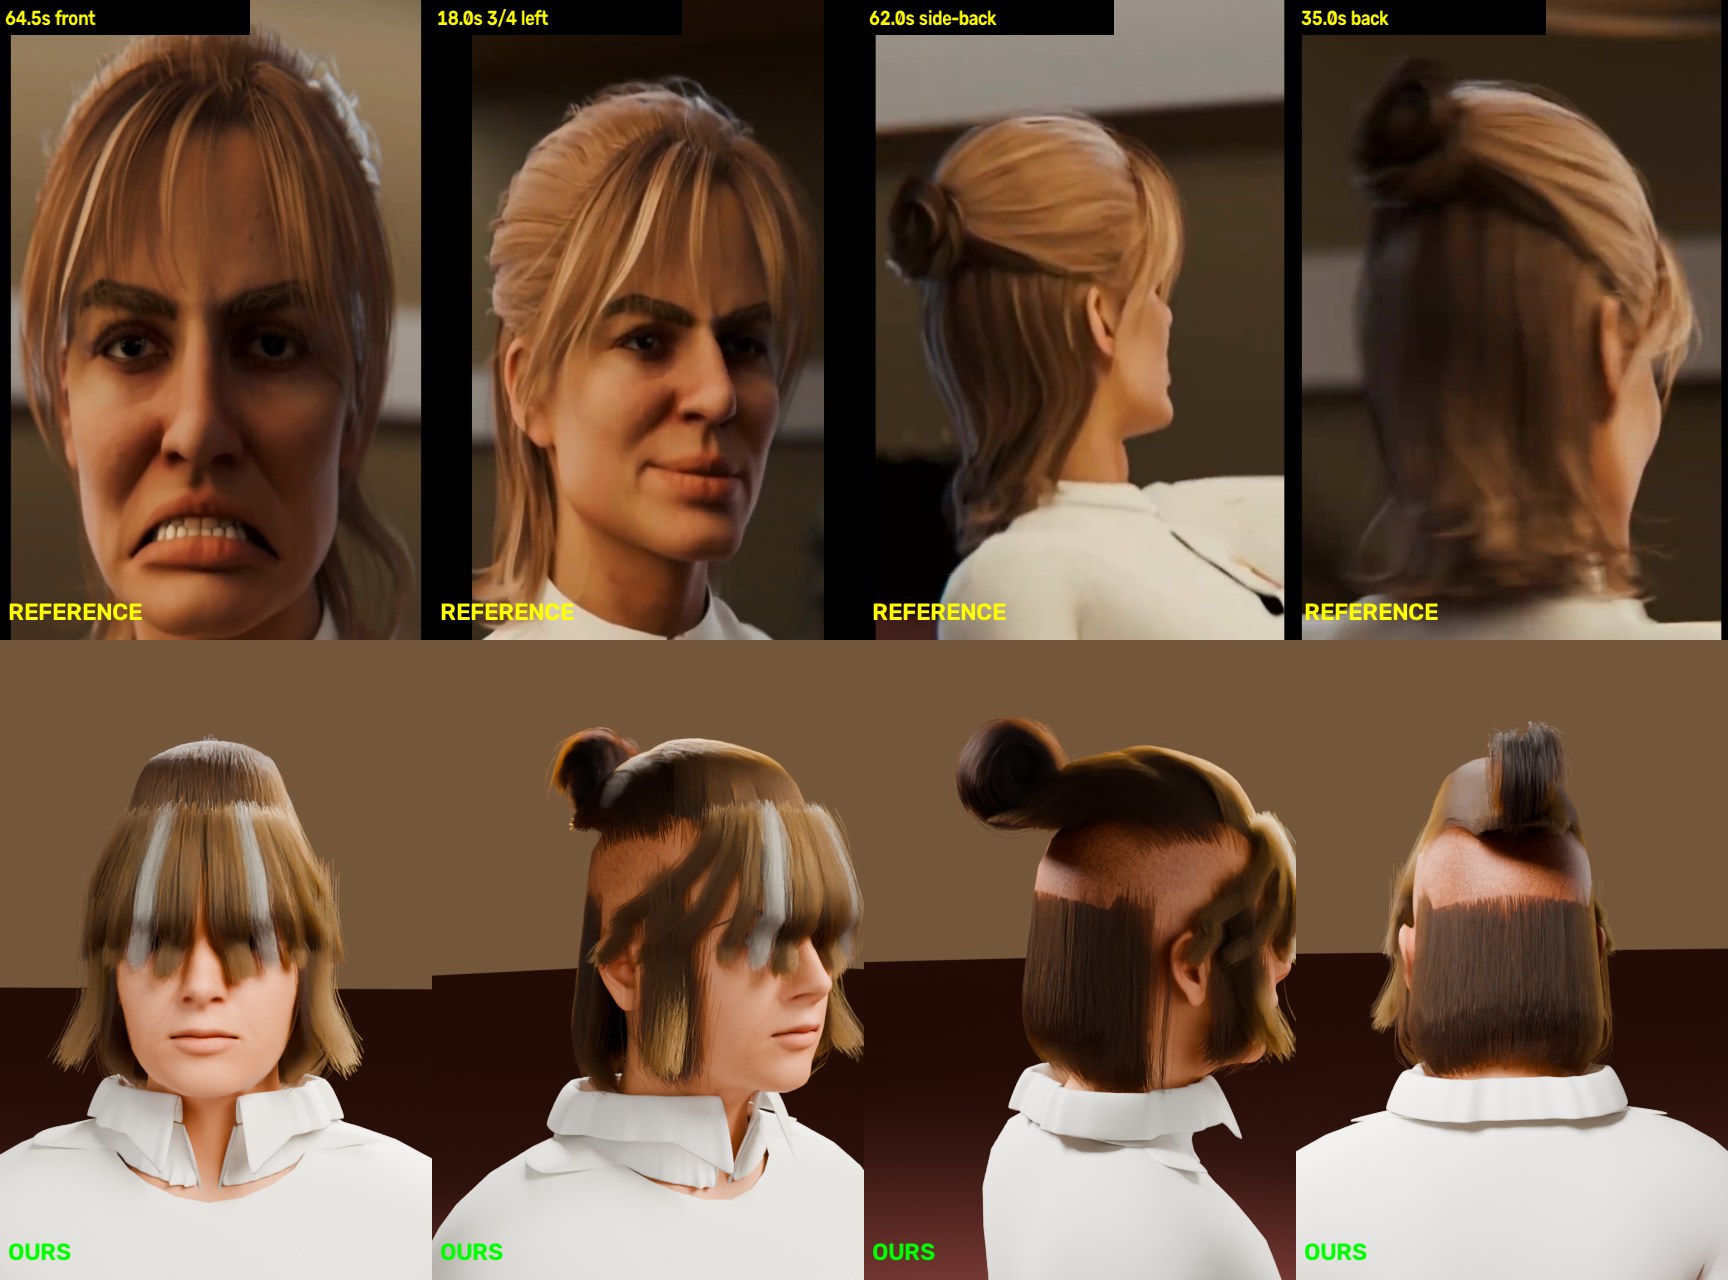 64.5s front
18.0s 3/4 left
62.0s side-back
35.0s back
REFERENCE
REFERENCE
REFERENCE
REFERENCE
OURS
OURS
OURS
OURS